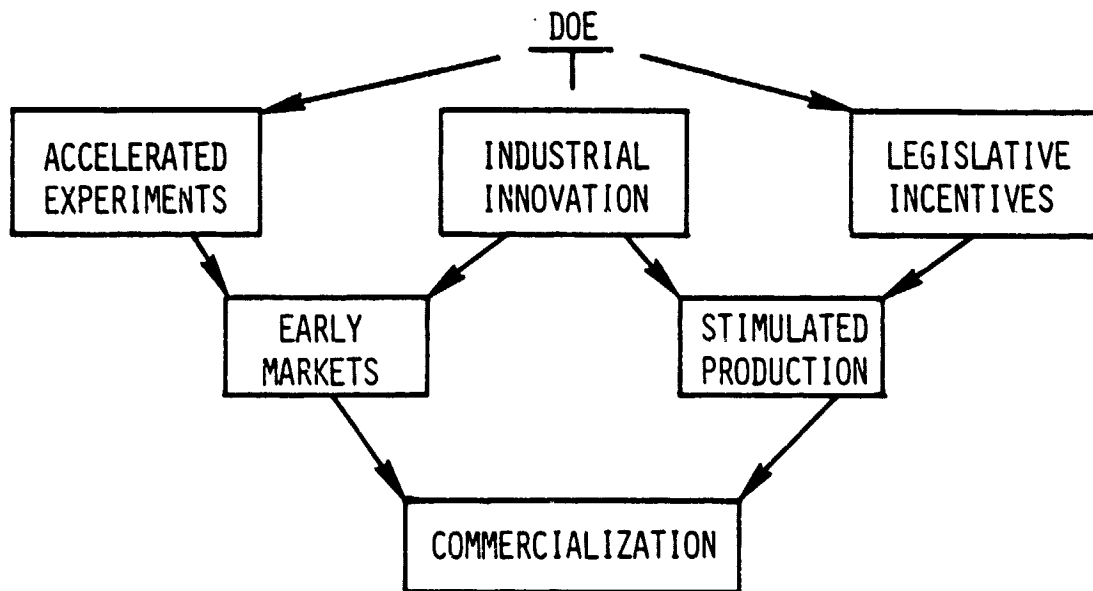 DOE
ACCELERATED
EXPERIMENTS
INDUSTRIAL
INNOVATION
LEGISLATIVE
INCENTIVES
EARLY
MARKETS
STIMULATED
PRODUCTION
COMMERCIALIZATION